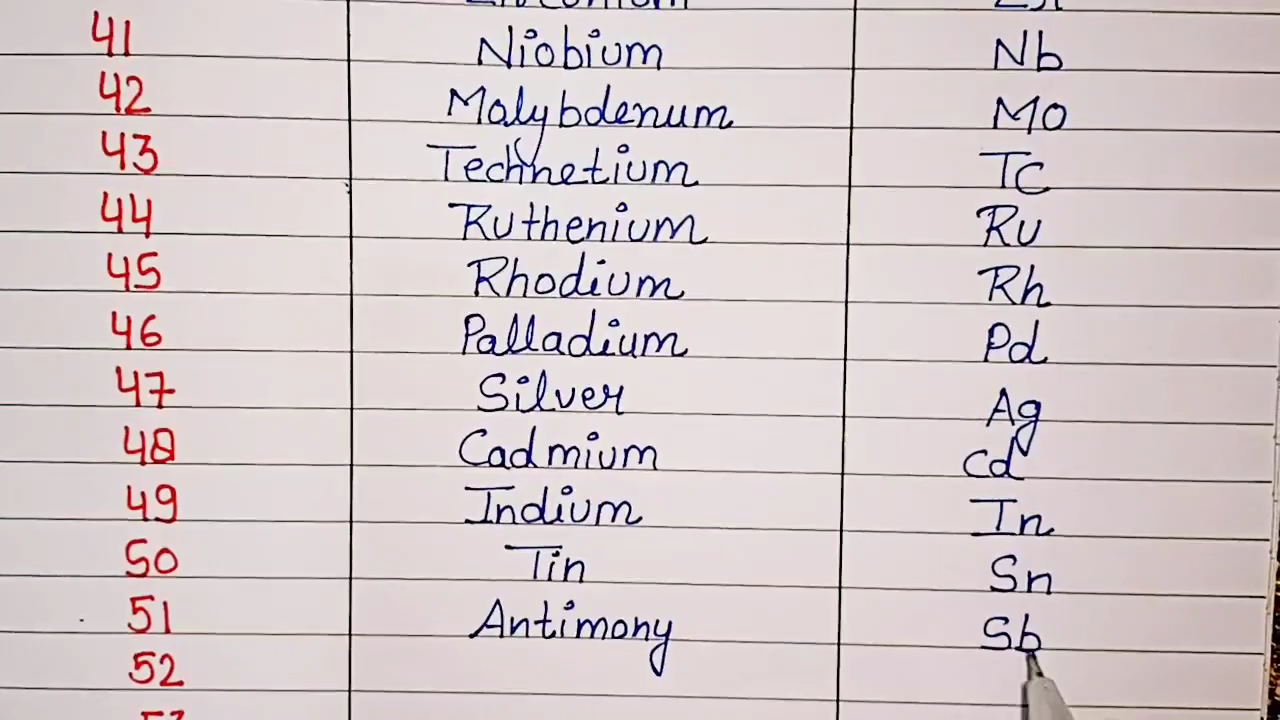 41 Niobium Nb
42 Molybdenum Mo
43 Technetium Tc
44 Ruthenium Ru
45 Rhodium Rh
46 Palladium Pd
47 Silver Ag
48 Cadmium Cd
49 Indium In
50 Tin Sn
51 Antimony Sb
52